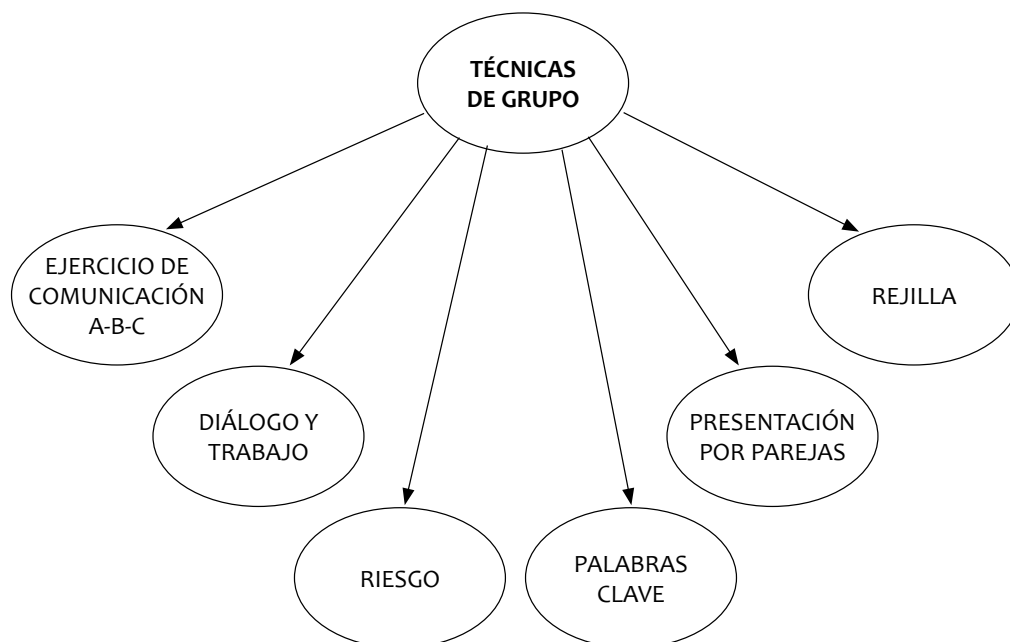 TÉCNICAS
DE GRUPO
EJERCICIO DE
COMUNICACIÓN
A-B-C
DIÁLOGO Y
TRABAJO
RIESGO
PALABRAS
CLAVE
PRESENTACIÓN
POR PAREJAS
REJILLA